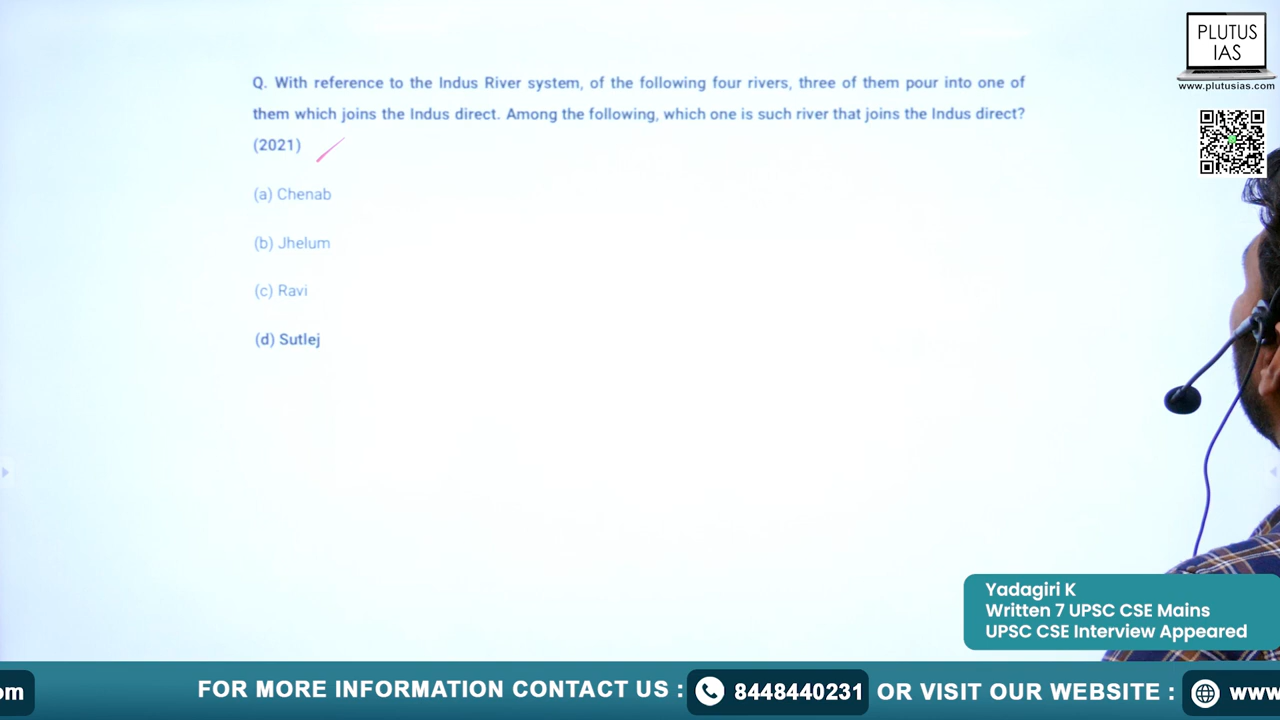 PLUTUS
IAS
www.plutusias.com
Q. With reference to the Indus River system, of the following four rivers, three of them pour into one of
them which joins the Indus direct. Among the following, which one is such river that joins the Indus direct?
(2021)
(a) Chenab
(b) Jhelum
(c) Ravi
(d) Sutlej
Yadagiri K
Written 7 UPSC CSE Mains
UPSC CSE Interview Appeared
om
FOR MORE INFORMATION CONTACT US : 8448440231 OR VISIT OUR WEBSITE : www